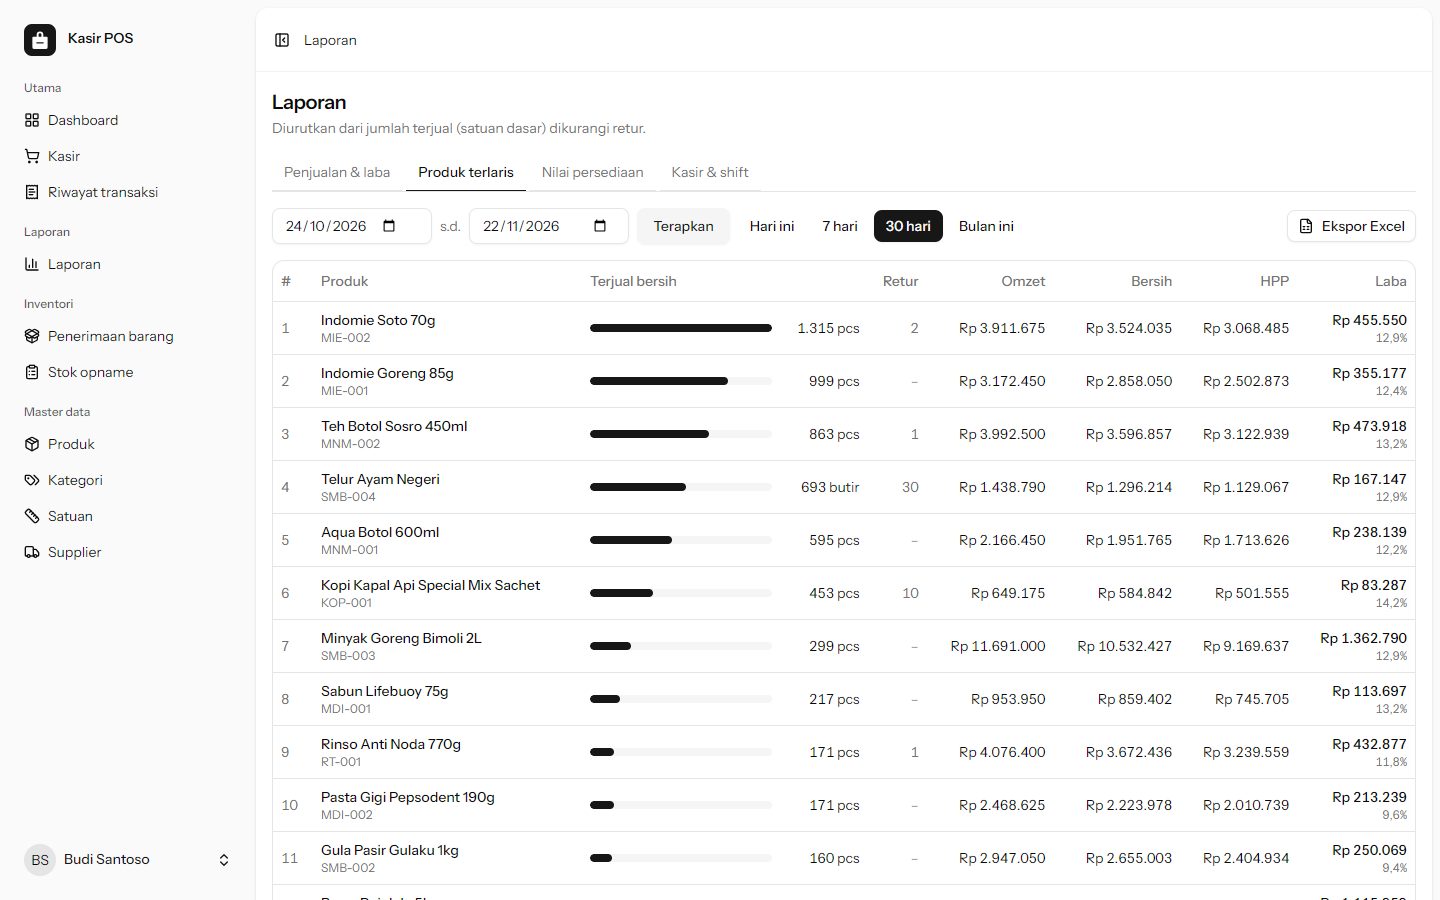 Kasir POS
Utama
Dashboard
Kasir
Riwayat transaksi
Laporan
Laporan
Inventori
Penerimaan barang
Stok opname
Master data
Produk
Kategori
Satuan
Supplier
BS Budi Santoso
Laporan
Laporan
Diurutkan dari jumlah terjual (satuan dasar) dikurangi retur.
Penjualan & laba Produk terlaris Nilai persediaan Kasir & shift
24/10/2026 s.d. 22/11/2026 Terapkan Hari ini 7 hari 30 hari Bulan ini Ekspor Excel
# Produk Terjual bersih Retur Omzet Bersih HPP Laba
1 Indomie Soto 70g 1.315 pcs 2 Rp 3.911.675 Rp 3.524.035 Rp 3.068.485 Rp 455.550
MIE-002 12,9%
2 Indomie Goreng 85g 999 pcs – Rp 3.172.450 Rp 2.858.050 Rp 2.502.873 Rp 355.177
MIE-001 12,4%
3 Teh Botol Sosro 450ml 863 pcs 1 Rp 3.992.500 Rp 3.596.857 Rp 3.122.939 Rp 473.918
MNM-002 13,2%
4 Telur Ayam Negeri 693 butir 30 Rp 1.438.790 Rp 1.296.214 Rp 1.129.067 Rp 167.147
SMB-004 12,9%
5 Aqua Botol 600ml 595 pcs – Rp 2.166.450 Rp 1.951.765 Rp 1.713.626 Rp 238.139
MNM-001 12,2%
6 Kopi Kapal Api Special Mix Sachet 453 pcs 10 Rp 649.175 Rp 584.842 Rp 501.555 Rp 83.287
KOP-001 14,2%
7 Minyak Goreng Bimoli 2L 299 pcs – Rp 11.691.000 Rp 10.532.427 Rp 9.169.637 Rp 1.362.790
SMB-003 12,9%
8 Sabun Lifebuoy 75g 217 pcs – Rp 953.950 Rp 859.402 Rp 745.705 Rp 113.697
MDI-001 13,2%
9 Rinso Anti Noda 770g 171 pcs 1 Rp 4.076.400 Rp 3.672.436 Rp 3.239.559 Rp 432.877
RT-001 11,8%
10 Pasta Gigi Pepsodent 190g 171 pcs – Rp 2.468.625 Rp 2.223.978 Rp 2.010.739 Rp 213.239
MDI-002 9,6%
11 Gula Pasir Gulaku 1kg 160 pcs – Rp 2.947.050 Rp 2.655.003 Rp 2.404.934 Rp 250.069
SMB-002 9,4%